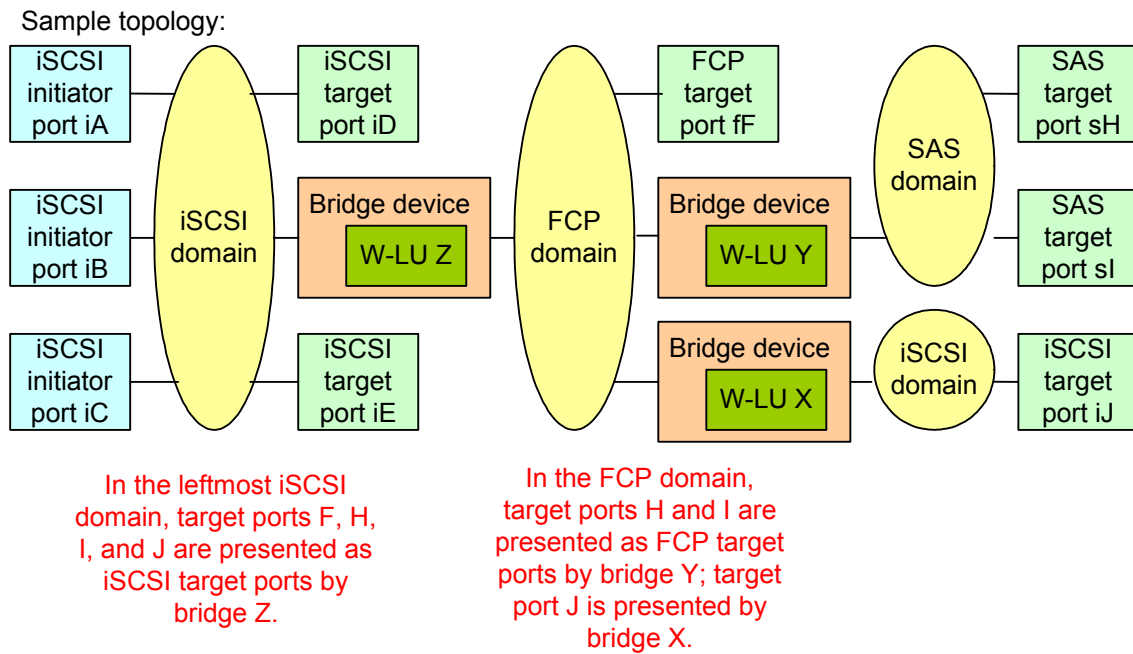 Sample topology:
iSCSI
initiator
port iA
iSCSI
target
port iD
FCP
target
port fF
SAS
target
port sH
SAS
domain
iSCSI
initiator
port iB
iSCSI
domain
Bridge device
W-LU Z
FCP
domain
Bridge device
W-LU Y
SAS
target
port sI
iSCSI
initiator
port iC
iSCSI
target
port iE
Bridge device
W-LU X
iSCSI
domain
iSCSI
target
port iJ
In the leftmost iSCSI
domain, target ports F, H,
I, and J are presented as
iSCSI target ports by
bridge Z.
In the FCP domain,
target ports H and I are
presented as FCP target
ports by bridge Y; target
port J is presented by
bridge X.